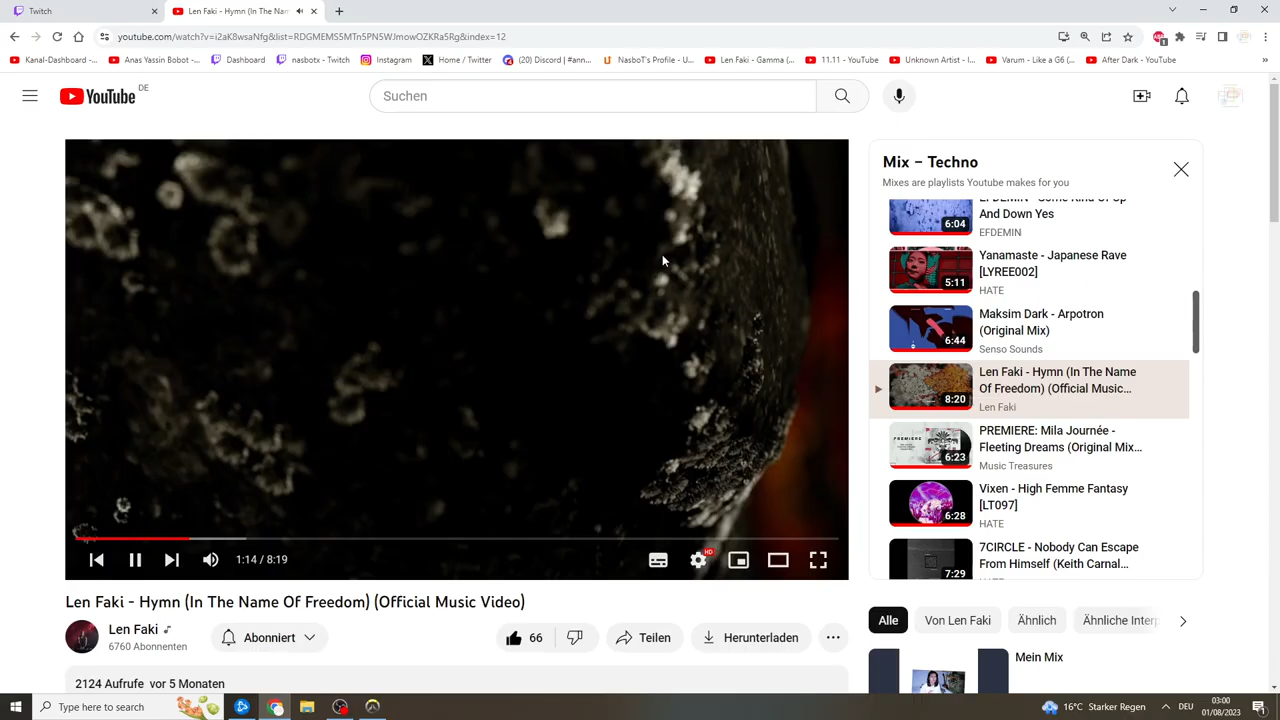 Twitch
Len Faki - Hymn (In The Nam
youtube.com/watch?v=i2aK8wsaNfg&list=RDGMEMS5MTn5PN5WJmowOZKRa5Rg&index=12
Kanal-Dashboard -...
Anas Yassin Bobot -...
Dashboard
nasbotx - Twitch
Instagram
Home / Twitter
(20) Discord | #ann...
NasboT's Profile - U...
Len Faki - Gamma (...
11.11 - YouTube
Unknown Artist - I...
Varum - Like a G6 (...
After Dark - YouTube
»
YouTube DE
Suchen
Mix – Techno
Mixes are playlists Youtube makes for you
And Down Yes
EFDEMIN
6:04
Yanamaste - Japanese Rave
[LYREE002]
HATE
5:11
Maksim Dark - Arpotron
(Original Mix)
Senso Sounds
6:44
Len Faki - Hymn (In The Name
Of Freedom) (Official Music...
Len Faki
8:20
PREMIERE: Mila Journée -
Fleeting Dreams (Original Mix...
Music Treasures
PREMIERE
6:23
Vixen - High Femme Fantasy
[LT097]
HATE
6:28
7CIRCLE - Nobody Can Escape
From Himself (Keith Carnal...
7:29
1:14 / 8:19
HD
Len Faki - Hymn (In The Name Of Freedom) (Official Music Video)
Len Faki
6760 Abonnenten
Abonniert
66
Teilen
Herunterladen
2124 Aufrufe vor 5 Monaten
Alle
Von Len Faki
Ähnlich
Ähnliche Interp
Mein Mix
Type here to search
16°C Starker Regen
DEU
03:00
01/08/2023
1